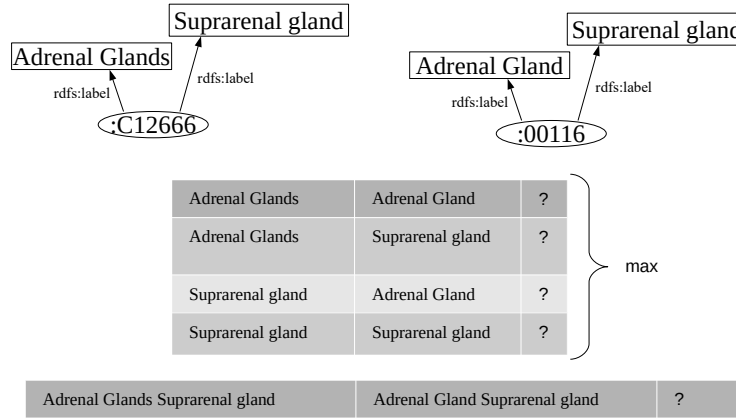 Suprarenal gland
Adrenal Glands
rdfs:label
rdfs:label
:C12666
Suprarenal gland
Adrenal Gland
rdfs:label
rdfs:label
:00116
Adrenal Glands Adrenal Gland ?
Adrenal Glands Suprarenal gland ?
Suprarenal gland Adrenal Gland ?
Suprarenal gland Suprarenal gland ?
max
Adrenal Glands Suprarenal gland Adrenal Gland Suprarenal gland ?